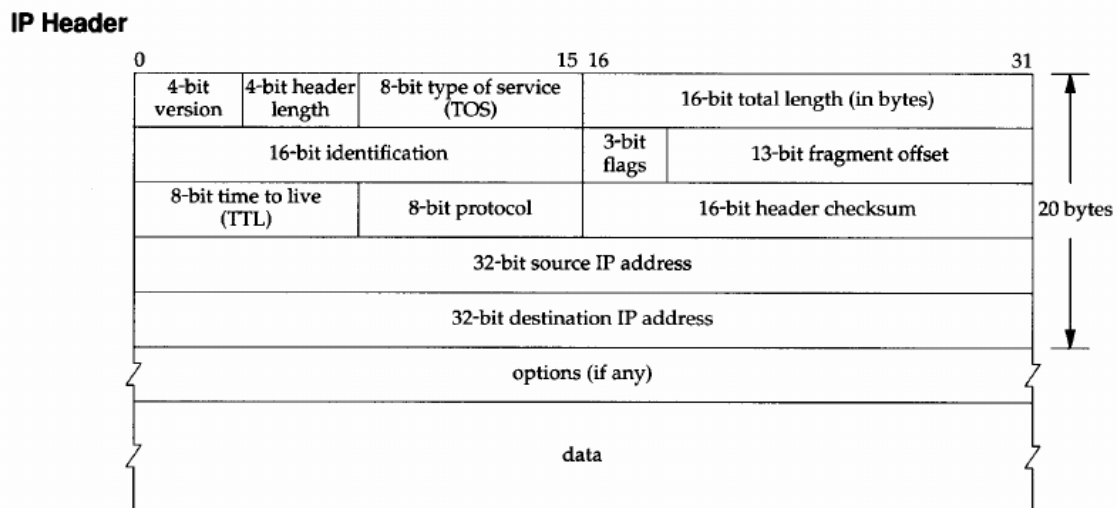 IP Header
0 15 16 31
4-bit version
4-bit header length
8-bit type of service (TOS)
16-bit total length (in bytes)
16-bit identification
3-bit flags
13-bit fragment offset
8-bit time to live (TTL)
8-bit protocol
16-bit header checksum
20 bytes
32-bit source IP address
32-bit destination IP address
options (if any)
data